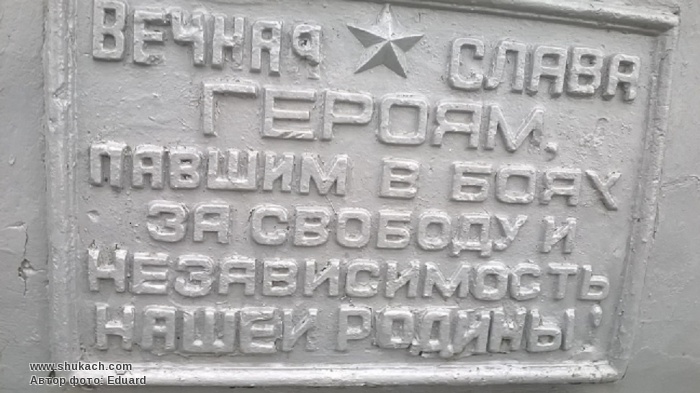 ВЕЧНАЯ СЛАВА
ГЕРОЯМ,
ПАВШИМ В БОЯХ
ЗА СВОБОДУ И
НЕЗАВИСИМОСТЬ
НАШЕЙ РОДИНЫ!
www.shukach.com
Автор фото: Eduard